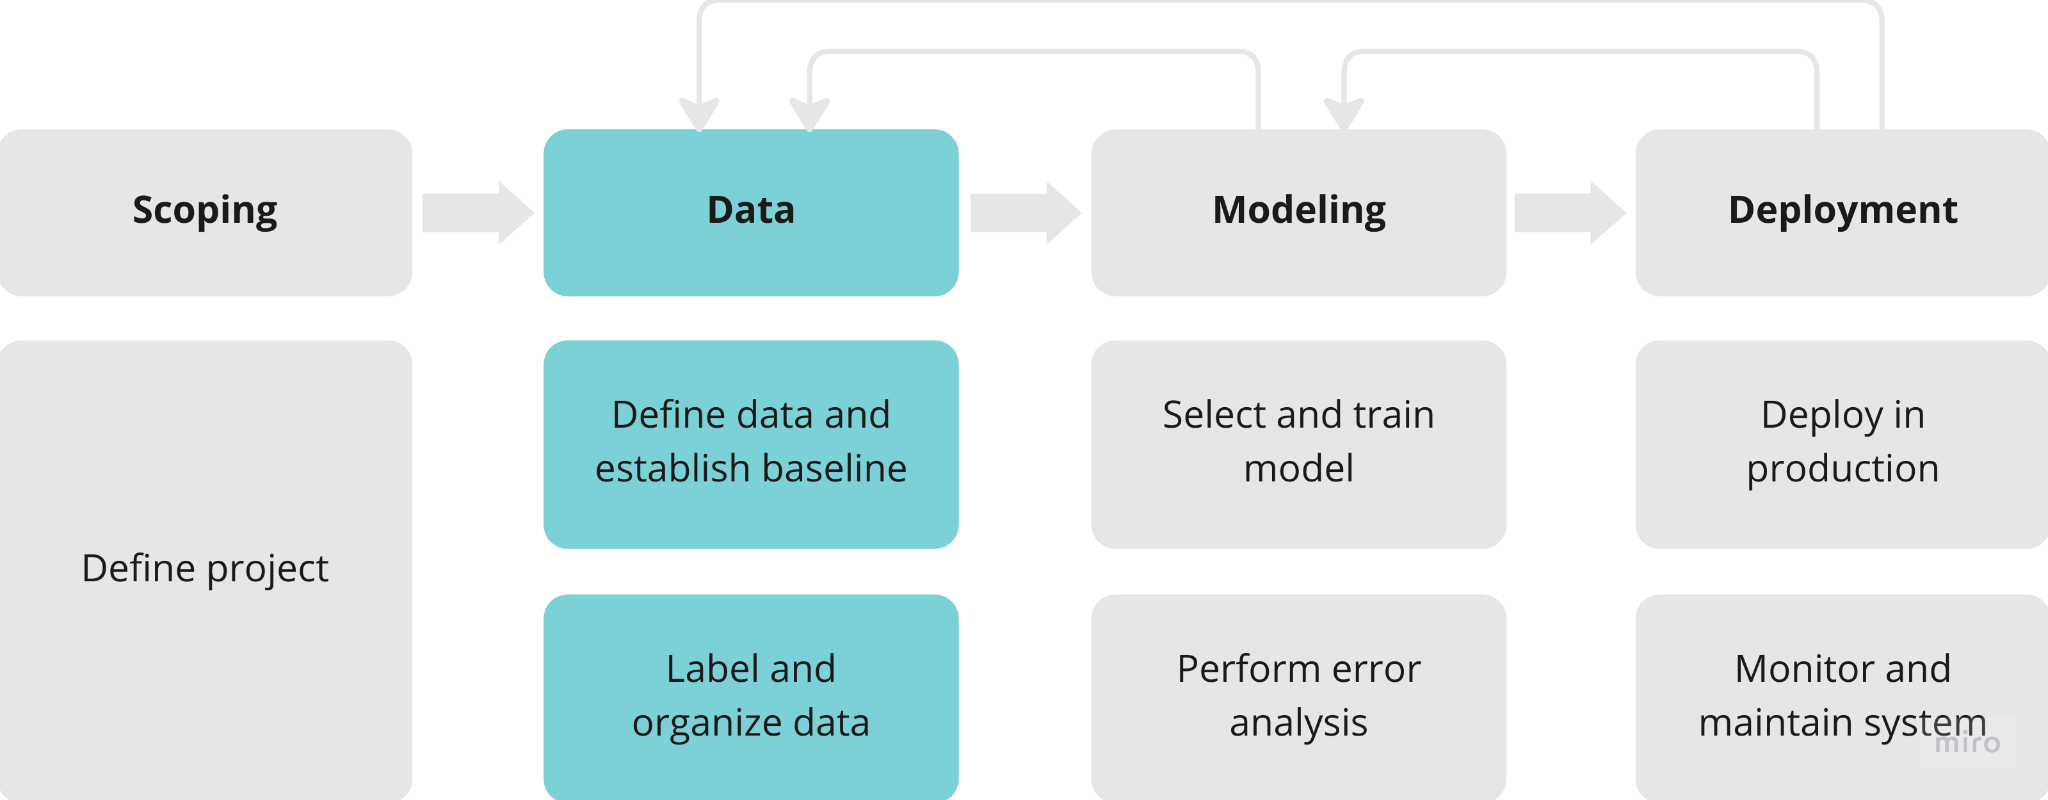 Scoping
Data
Modeling
Deployment
Define project
Define data and
establish baseline
Label and
organize data
Select and train
model
Perform error
analysis
Deploy in
production
Monitor and
maintain system
miro